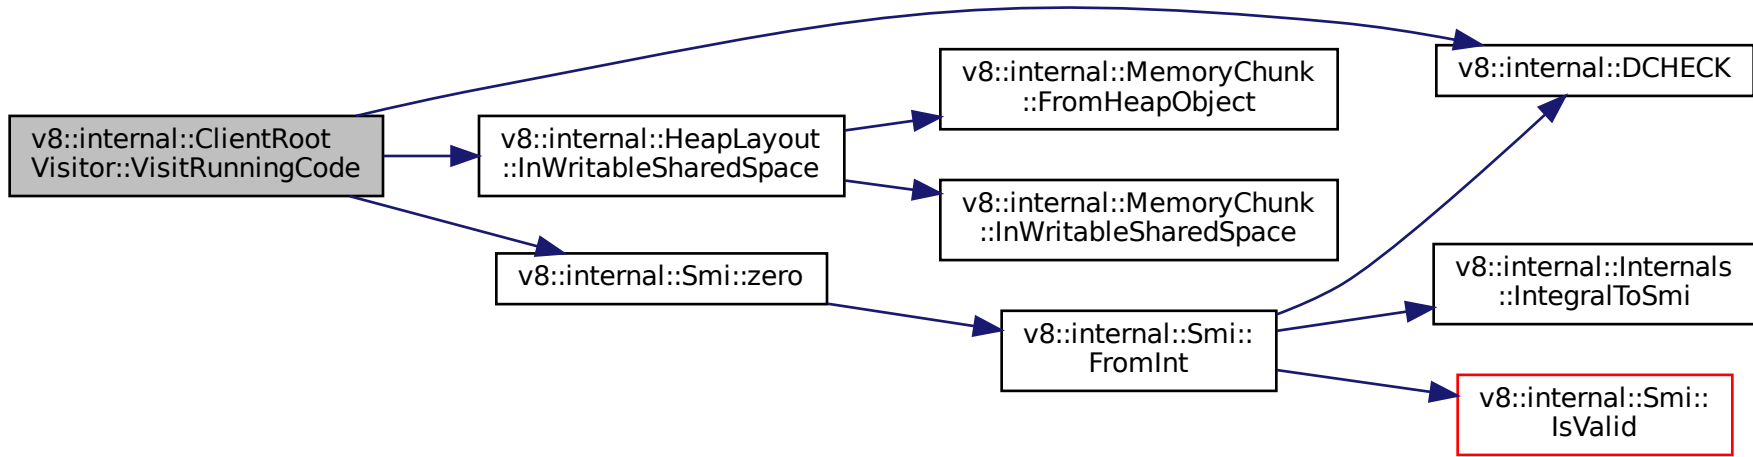 v8::internal::ClientRoot
Visitor::VisitRunningCode
v8::internal::HeapLayout
::InWritableSharedSpace
v8::internal::Smi::zero
v8::internal::MemoryChunk
::FromHeapObject
v8::internal::MemoryChunk
::InWritableSharedSpace
v8::internal::Smi::
FromInt
v8::internal::DCHECK
v8::internal::Internals
::IntegralToSmi
v8::internal::Smi::
IsValid